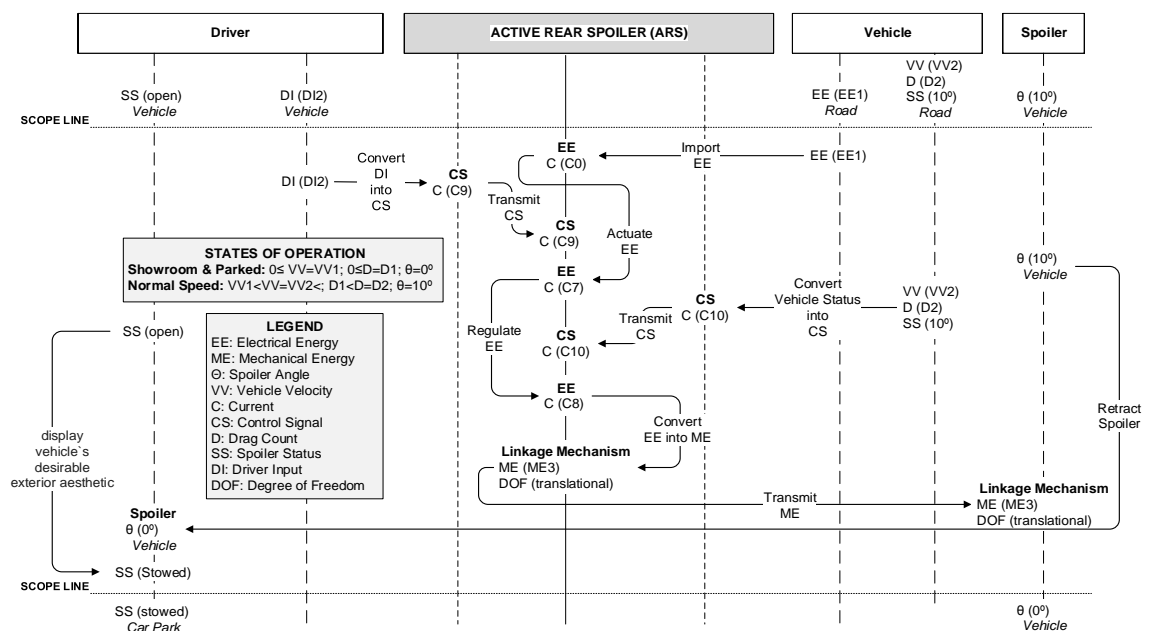 Driver
ACTIVE REAR SPOILER (ARS)
Vehicle
Spoiler
SS (open)
Vehicle
DI (DI2)
Vehicle
EE (EE1)
Road
VV (VV2)
D (D2)
SS (10º)
Road
θ (10º)
Vehicle
SCOPE LINE
EE
C (C0)
Import
EE
EE (EE1)
DI (DI2)
Convert
DI
into
CS
CS
C (C9)
Transmit
CS
CS
C (C9)
Actuate
EE
STATES OF OPERATION
Showroom & Parked: 0≤ VV=VV1; 0≤D=D1; θ=0º
Normal Speed: VV1<VV=VV2<; D1<D=D2; θ=10º
EE
C (C7)
θ (10º)
Vehicle
Convert
Vehicle Status
into
CS
VV (VV2)
D (D2)
SS (10º)
CS
C (C10)
Transmit
CS
SS (open)
Regulate
EE
CS
C (C10)
LEGEND
EE: Electrical Energy
ME: Mechanical Energy
Θ: Spoiler Angle
VV: Vehicle Velocity
C: Current
CS: Control Signal
D: Drag Count
SS: Spoiler Status
DI: Driver Input
DOF: Degree of Freedom
EE
C (C8)
Convert
EE into ME
Retract
Spoiler
display
vehicle`s
desirable
exterior aesthetic
Linkage Mechanism
ME (ME3)
DOF (translational)
Transmit
ME
Linkage Mechanism
ME (ME3)
DOF (translational)
Spoiler
θ (0º)
Vehicle
SS (Stowed)
SCOPE LINE
SS (stowed)
Car Park
θ (0º)
Vehicle